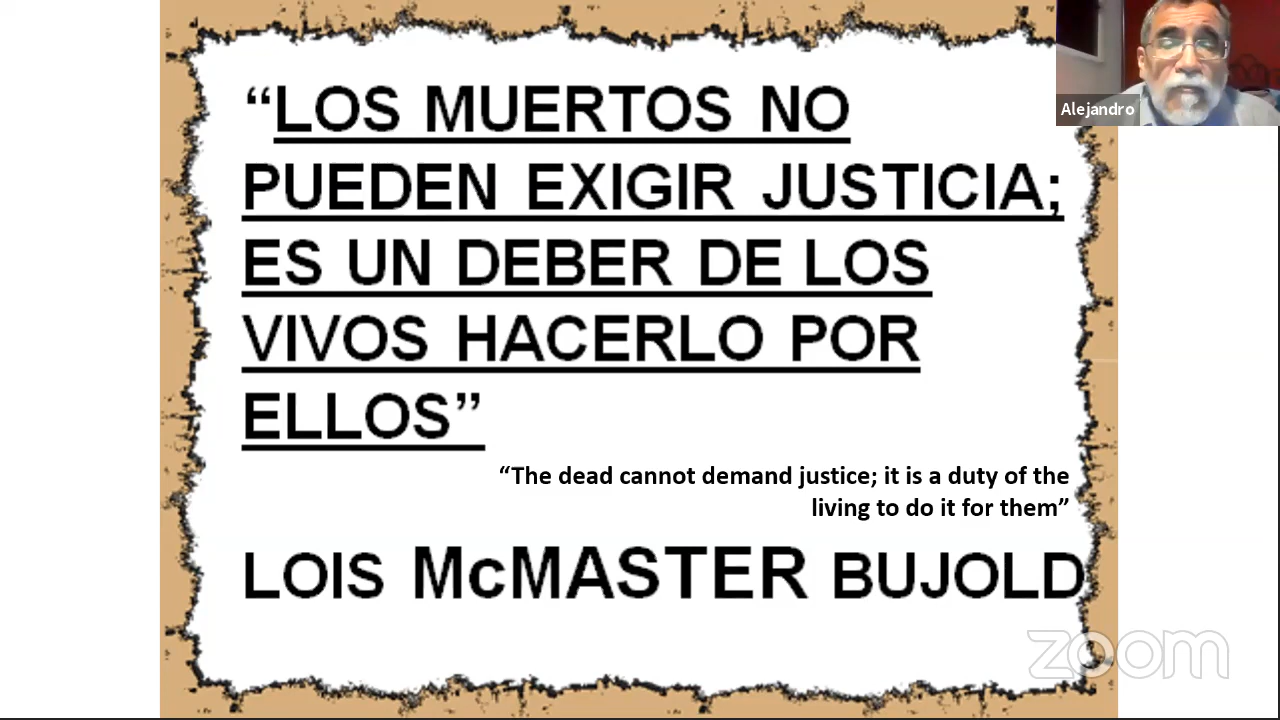 “LOS MUERTOS NO
PUEDEN EXIGIR JUSTICIA;
ES UN DEBER DE LOS
VIVOS HACERLO POR
ELLOS”
“The dead cannot demand justice; it is a duty of the
living to do it for them”
LOIS McMASTER BUJOLD
Alejandro
zoom